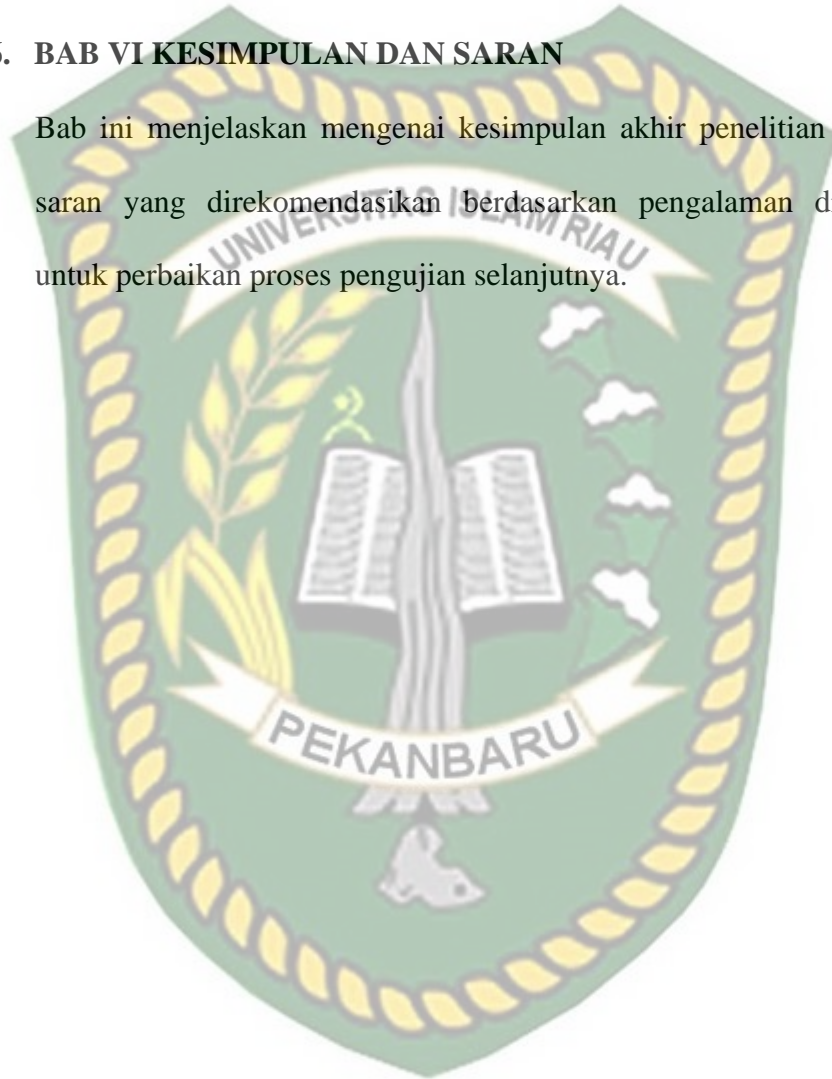 6. BAB VI KESIMPULAN DAN SARAN
Bab ini menjelaskan mengenai kesimpulan akhir penelitian
saran yang direkomendasikan berdasarkan pengalaman
untuk perbaikan proses pengujian selanjutnya.
UNIVERSITAS ISLAM RIAU
PEKANBARU